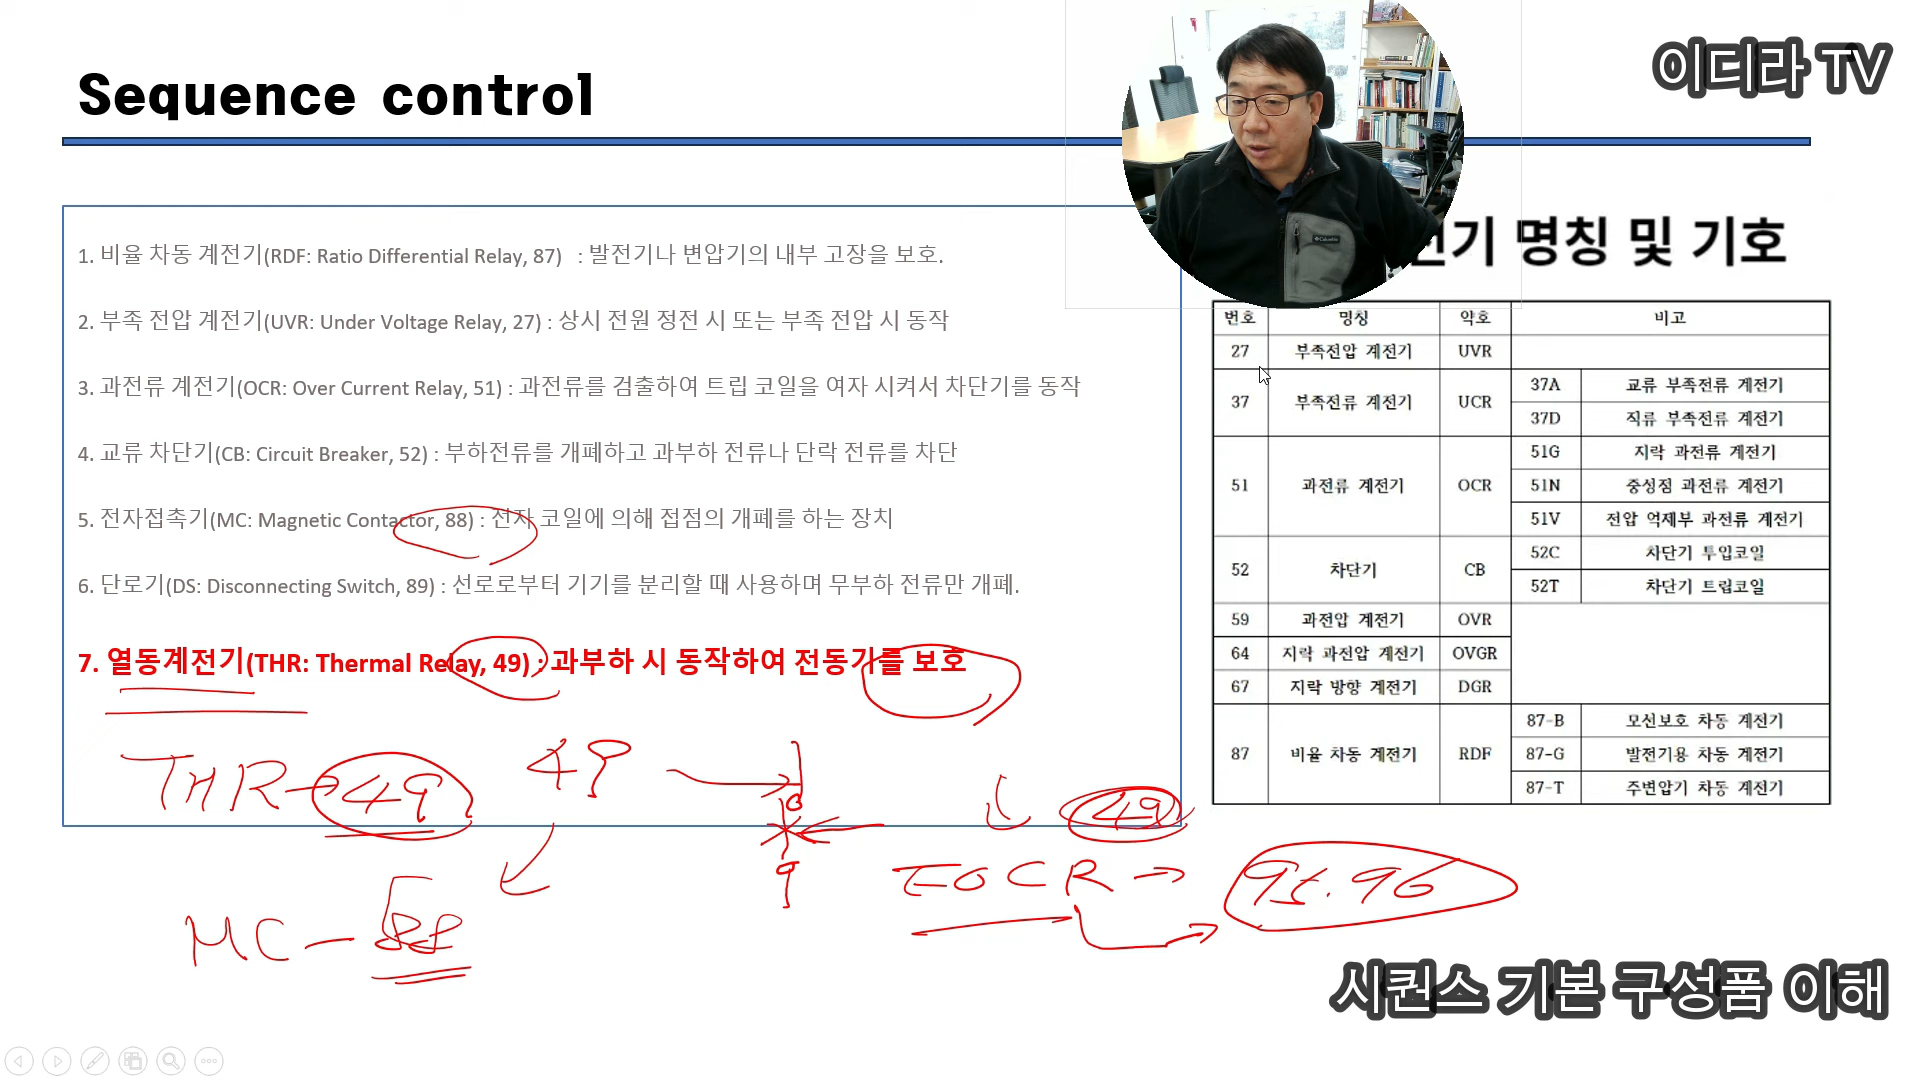 이디라 TV
Sequence control
1. 비율 차동 계전기(RDF: Ratio Differential Relay, 87) : 발전기나 변압기의 내부 고장을 보호.
2. 부족 전압 계전기(UVR: Under Voltage Relay, 27) : 상시 전원 정전 시 또는 부족 전압 시 동작
3. 과전류 계전기(OCR: Over Current Relay, 51) : 과전류를 검출하여 트립 코일을 여자 시켜서 차단기를 동작
4. 교류 차단기(CB: Circuit Breaker, 52) : 부하전류를 개폐하고 과부하 전류나 단락 전류를 차단
5. 전자접촉기(MC: Magnetic Contactor, 88) : 전자 코일에 의해 접점의 개폐를 하는 장치
6. 단로기(DS: Disconnecting Switch, 89) : 선로로부터 기기를 분리할 때 사용하며 무부하 전류만 개폐.
7. 열동계전기(THR: Thermal Relay, 49) : 과부하 시 동작하여 전동기를 보호
THR 49
49
49
EOCR
MC - 88
전기 명칭 및 기호
번호 명칭 약호 비고
27 부족전압 계전기 UVR
37 부족전류 계전기 UCR
37A 교류 부족전류 계전기
37D 직류 부족전류 계전기
51 과전류 계전기 OCR
51G 지락 과전류 계전기
51N 중성점 과전류 계전기
51V 전압 억제부 과전류 계전기
52 차단기 CB
52C 차단기 투입코일
52T 차단기 트립코일
59 과전압 계전기 OVR
64 지락 과전압 계전기 OVGR
67 지락 방향 계전기 DGR
87 비율 차동 계전기 RDF
87-B 모선보호 차동 계전기
87-G 발전기용 차동 계전기
87-T 주변압기 차동 계전기
시퀀스 기본 구성품 이해